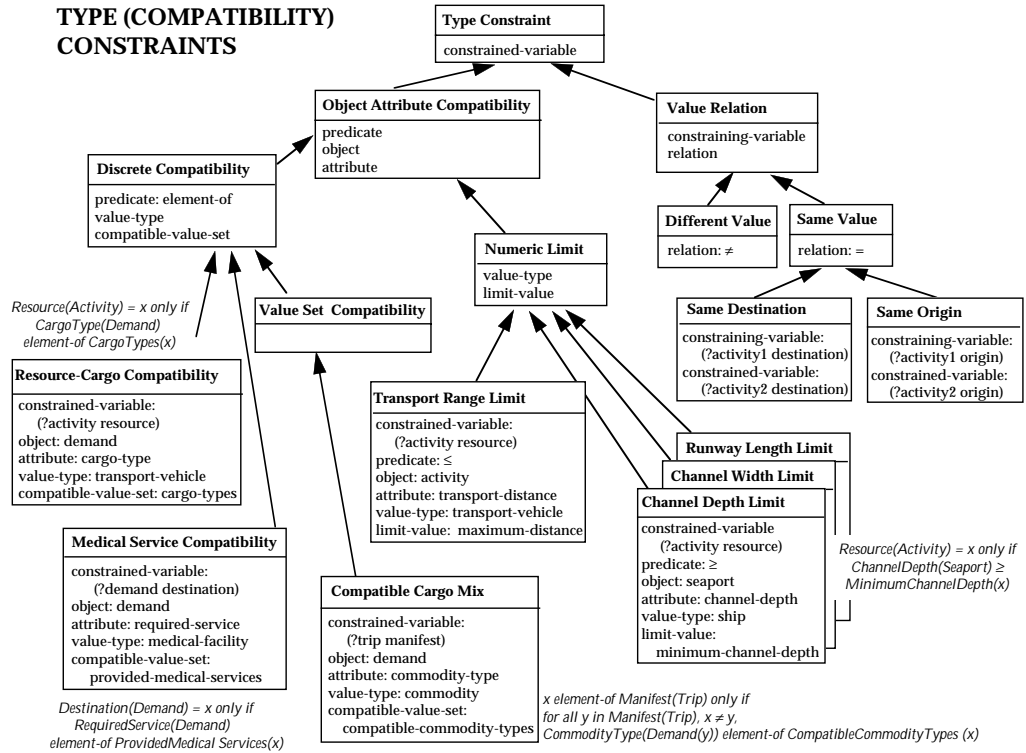 TYPE (COMPATIBILITY)
CONSTRAINTS
Type Constraint
constrained-variable
Object Attribute Compatibility
predicate
object
attribute
Value Relation
constraining-variable
relation
Discrete Compatibility
predicate: element-of
value-type
compatible-value-set
Different Value
relation: ≠
Same Value
relation: =
Numeric Limit
value-type
limit-value
Resource(Activity) = x only if
CargoType(Demand)
element-of CargoTypes(x)
Value Set Compatibility
Same Destination
constraining-variable:
(?activity1 destination)
constrained-variable:
(?activity2 destination)
Same Origin
constraining-variable:
(?activity1 origin)
constrained-variable:
(?activity2 origin)
Resource-Cargo Compatibility
constrained-variable:
(?activity resource)
object: demand
attribute: cargo-type
value-type: transport-vehicle
compatible-value-set: cargo-types
Transport Range Limit
constrained-variable:
(?activity resource)
predicate: ≤
object: activity
attribute: transport-distance
value-type: transport-vehicle
limit-value: maximum-distance
Runway Length Limit
Channel Width Limit
Channel Depth Limit
constrained-variable
(?activity resource)
predicate: ≥
object: seaport
attribute: channel-depth
value-type: ship
limit-value:
minimum-channel-depth
Resource(Activity) = x only if
ChannelDepth(Seaport) ≥
MinimumChannelDepth(x)
Medical Service Compatibility
constrained-variable:
(?demand destination)
object: demand
attribute: required-service
value-type: medical-facility
compatible-value-set:
provided-medical-services
Compatible Cargo Mix
constrained-variable:
(?trip manifest)
object: demand
attribute: commodity-type
value-type: commodity
compatible-value-set:
compatible-commodity-types
Destination(Demand) = x only if
RequiredService(Demand)
element-of ProvidedMedical Services(x)
x element-of Manifest(Trip) only if
for all y in Manifest(Trip), x ≠ y,
CommodityType(Demand(y)) element-of CompatibleCommodityTypes (x)